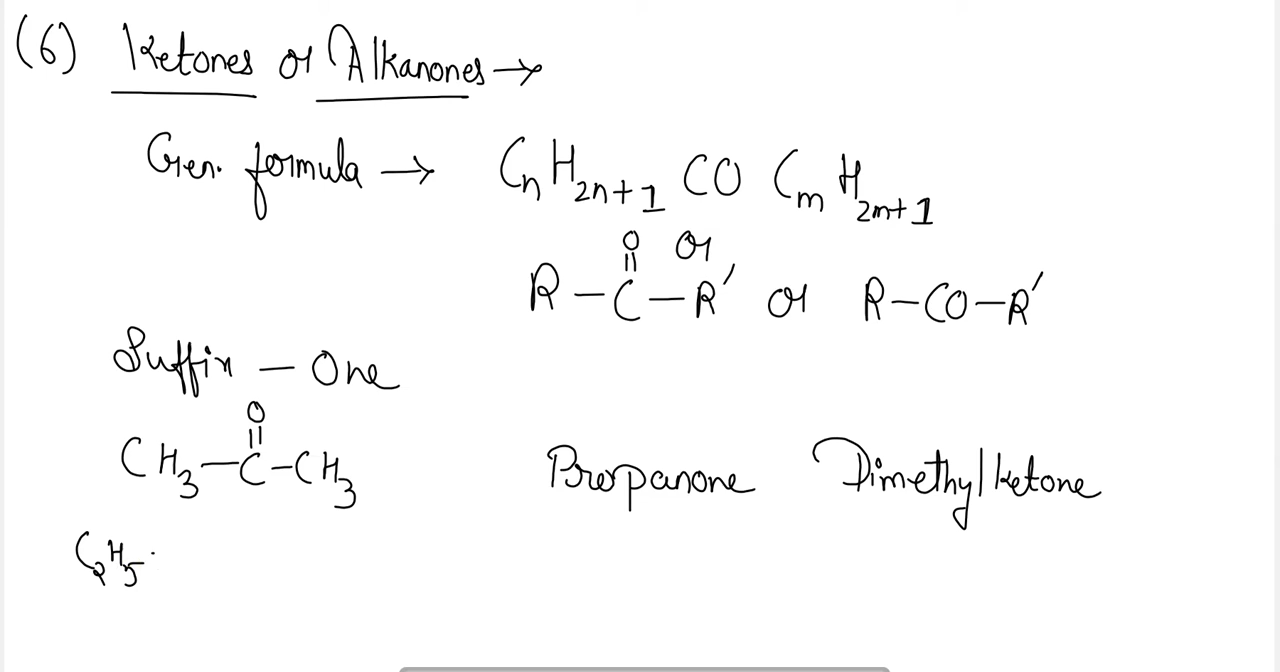 (6) Ketones or Alkanones →
Gen. formula → CnH2n+1 CO CmH2m+1
or
R–C(=O)–R′ or R–CO–R′
Suffix – One
CH3–C(=O)–CH3 Propanone Dimethyl ketone
C2H5